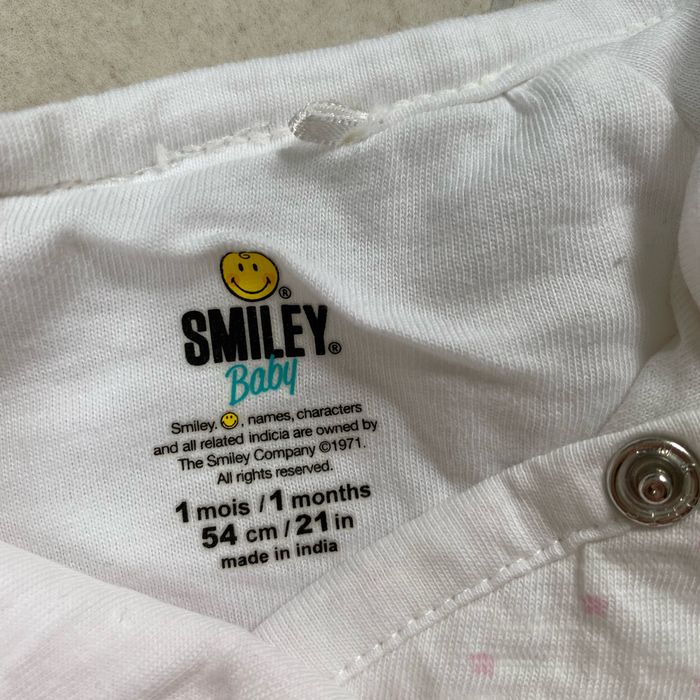 ®
SMILEY®
Baby
Smiley. , names, characters
and all related indicia are owned by
The Smiley Company ©1971.
All rights reserved.
1 mois / 1 months
54 cm / 21 in
made in india